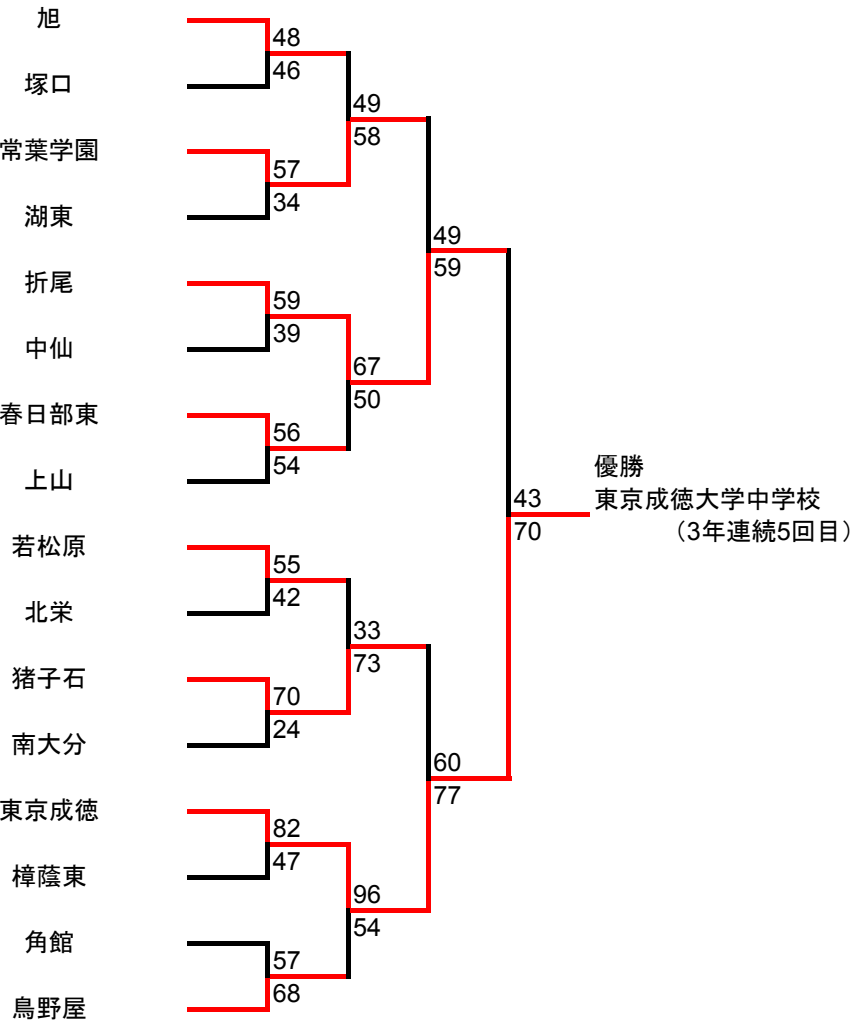 旭
48
46
塚口
49
58
常葉学園
57
34
湖東
49
59
折尾
59
39
中仙
67
50
春日部東
56
54
上山
優勝
東京成徳大学中学校
（3年連続5回目）
43
70
若松原
55
42
北栄
33
73
猪子石
70
24
南大分
60
77
東京成徳
82
47
樟蔭東
96
54
角館
57
68
鳥野屋